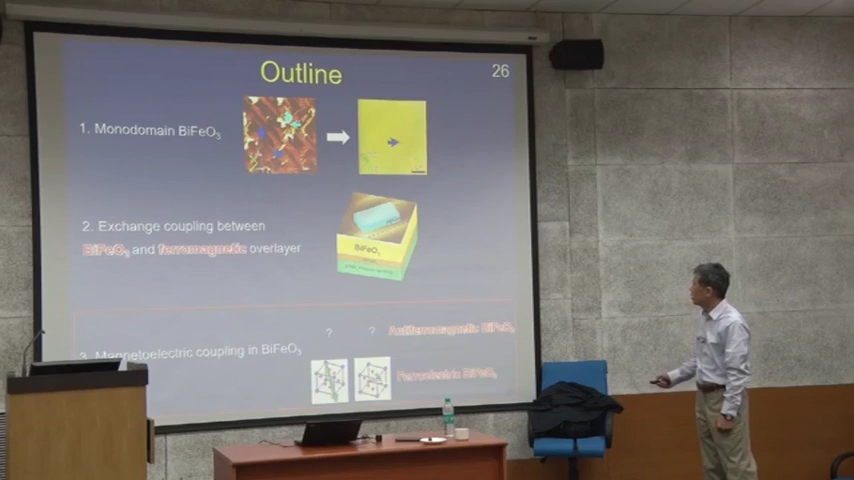 Outline
26
1. Monodomain BiFeO₃
2. Exchange coupling between
BiFeO₃ and ferromagnetic overlayer
BiFeO₃
? ? Antiferromagnetic BiFeO₃
3. Magnetoelectric coupling in BiFeO₃
Ferroelectric BiFeO₃